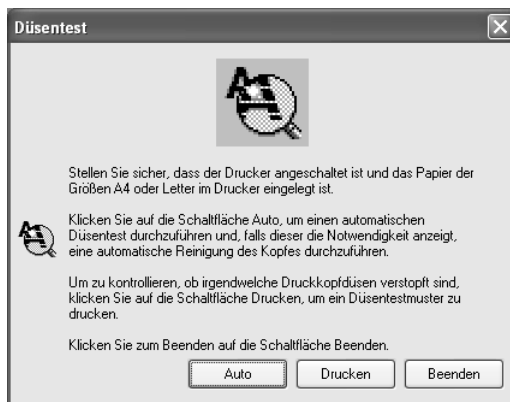 Düsentest
Stellen Sie sicher, dass der Drucker angeschaltet ist und das Papier der
Größen A4 oder Letter im Drucker eingelegt ist.
Klicken Sie auf die Schaltfläche Auto, um einen automatischen
Düsentest durchzuführen und, falls dieser die Notwendigkeit anzeigt,
eine automatische Reinigung des Kopfes durchzuführen.
Um zu kontrollieren, ob irgendwelche Druckkopfdüsen verstopft sind,
klicken Sie auf die Schaltfläche Drucken, um ein Düsentestmuster zu
drucken.
Klicken Sie zum Beenden auf die Schaltfläche Beenden.
Auto Drucken Beenden